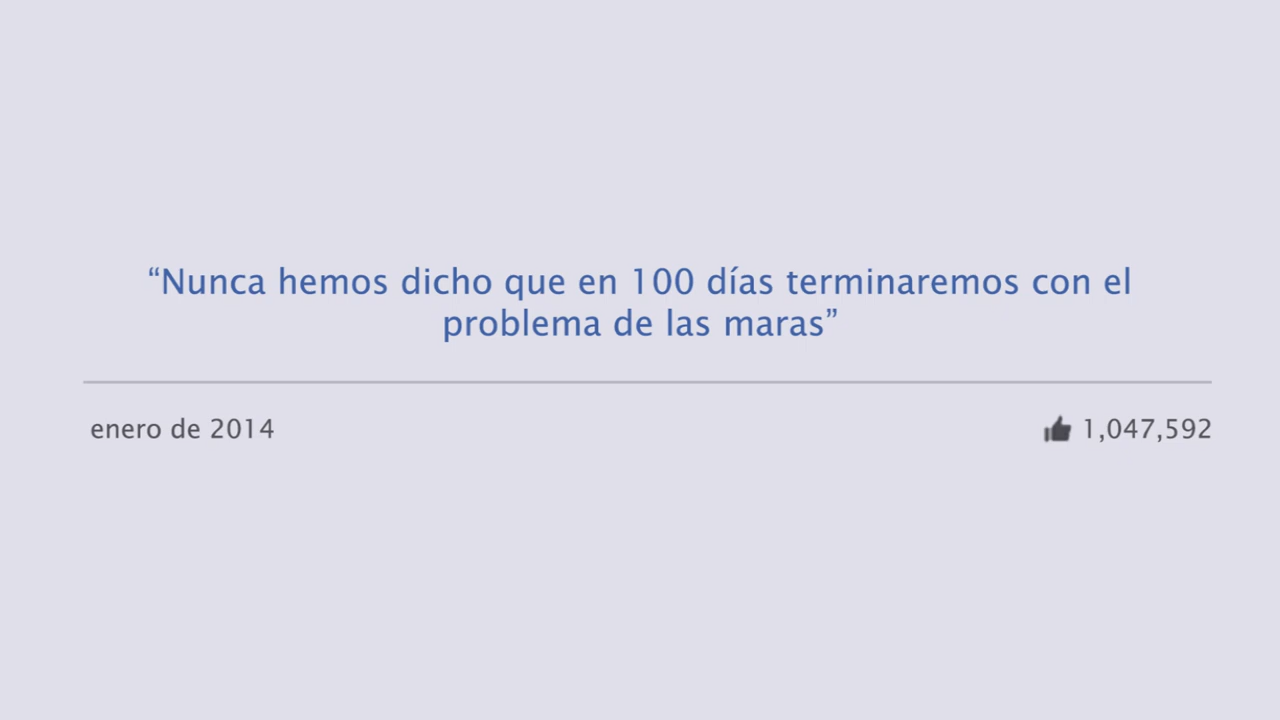 “Nunca hemos dicho que en 100 días terminaremos con el
problema de las maras”
enero de 2014
1,047,592